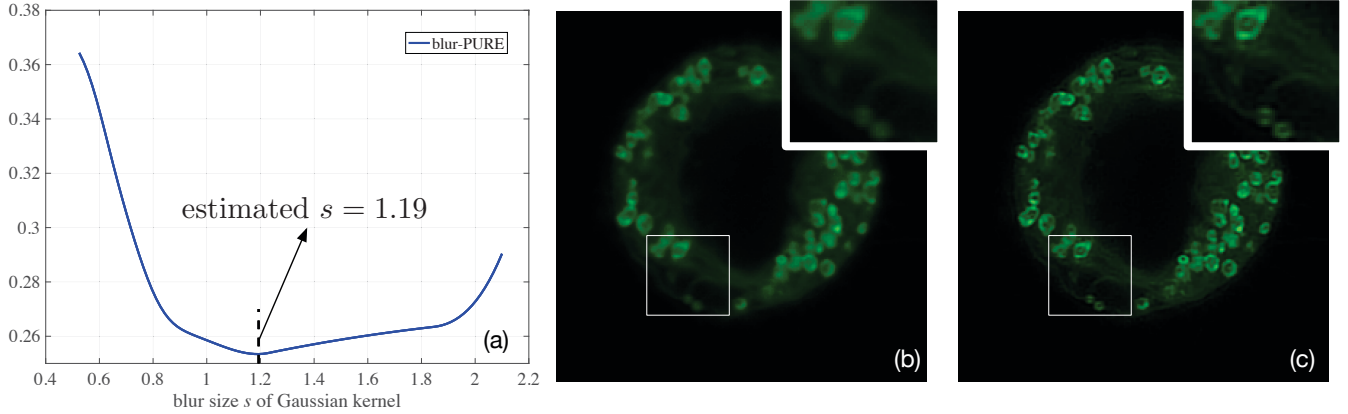 0.38
0.36
0.34
0.32
0.3
0.28
0.26
0.4 0.6 0.8 1 1.2 1.4 1.6 1.8 2 2.2
blur size s of Gaussian kernel
blur-PURE
estimated s = 1.19
(a)
(b)
(c)